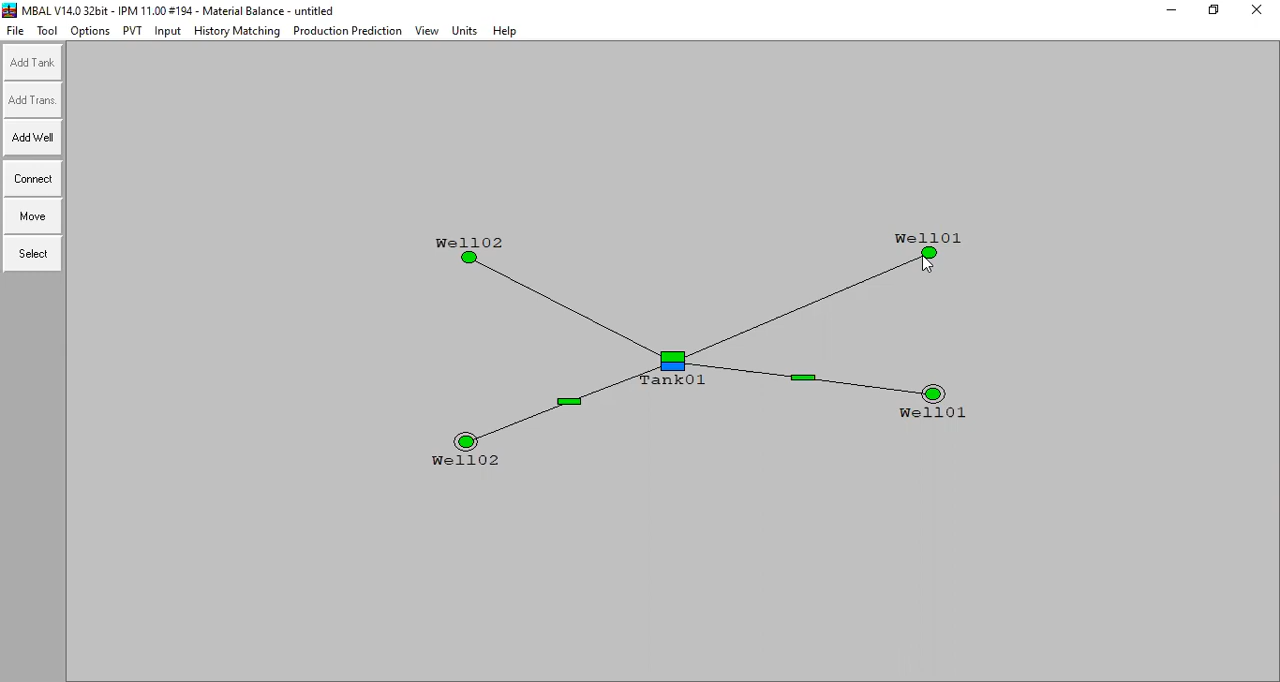 MBAL V14.0 32bit - IPM 11.00 #194 - Material Balance - untitled
File Tool Options PVT Input History Matching Production Prediction View Units Help
Add Tank
Add Trans.
Add Well
Connect
Move
Select
Well02
Well01
Tank01
Well01
Well02